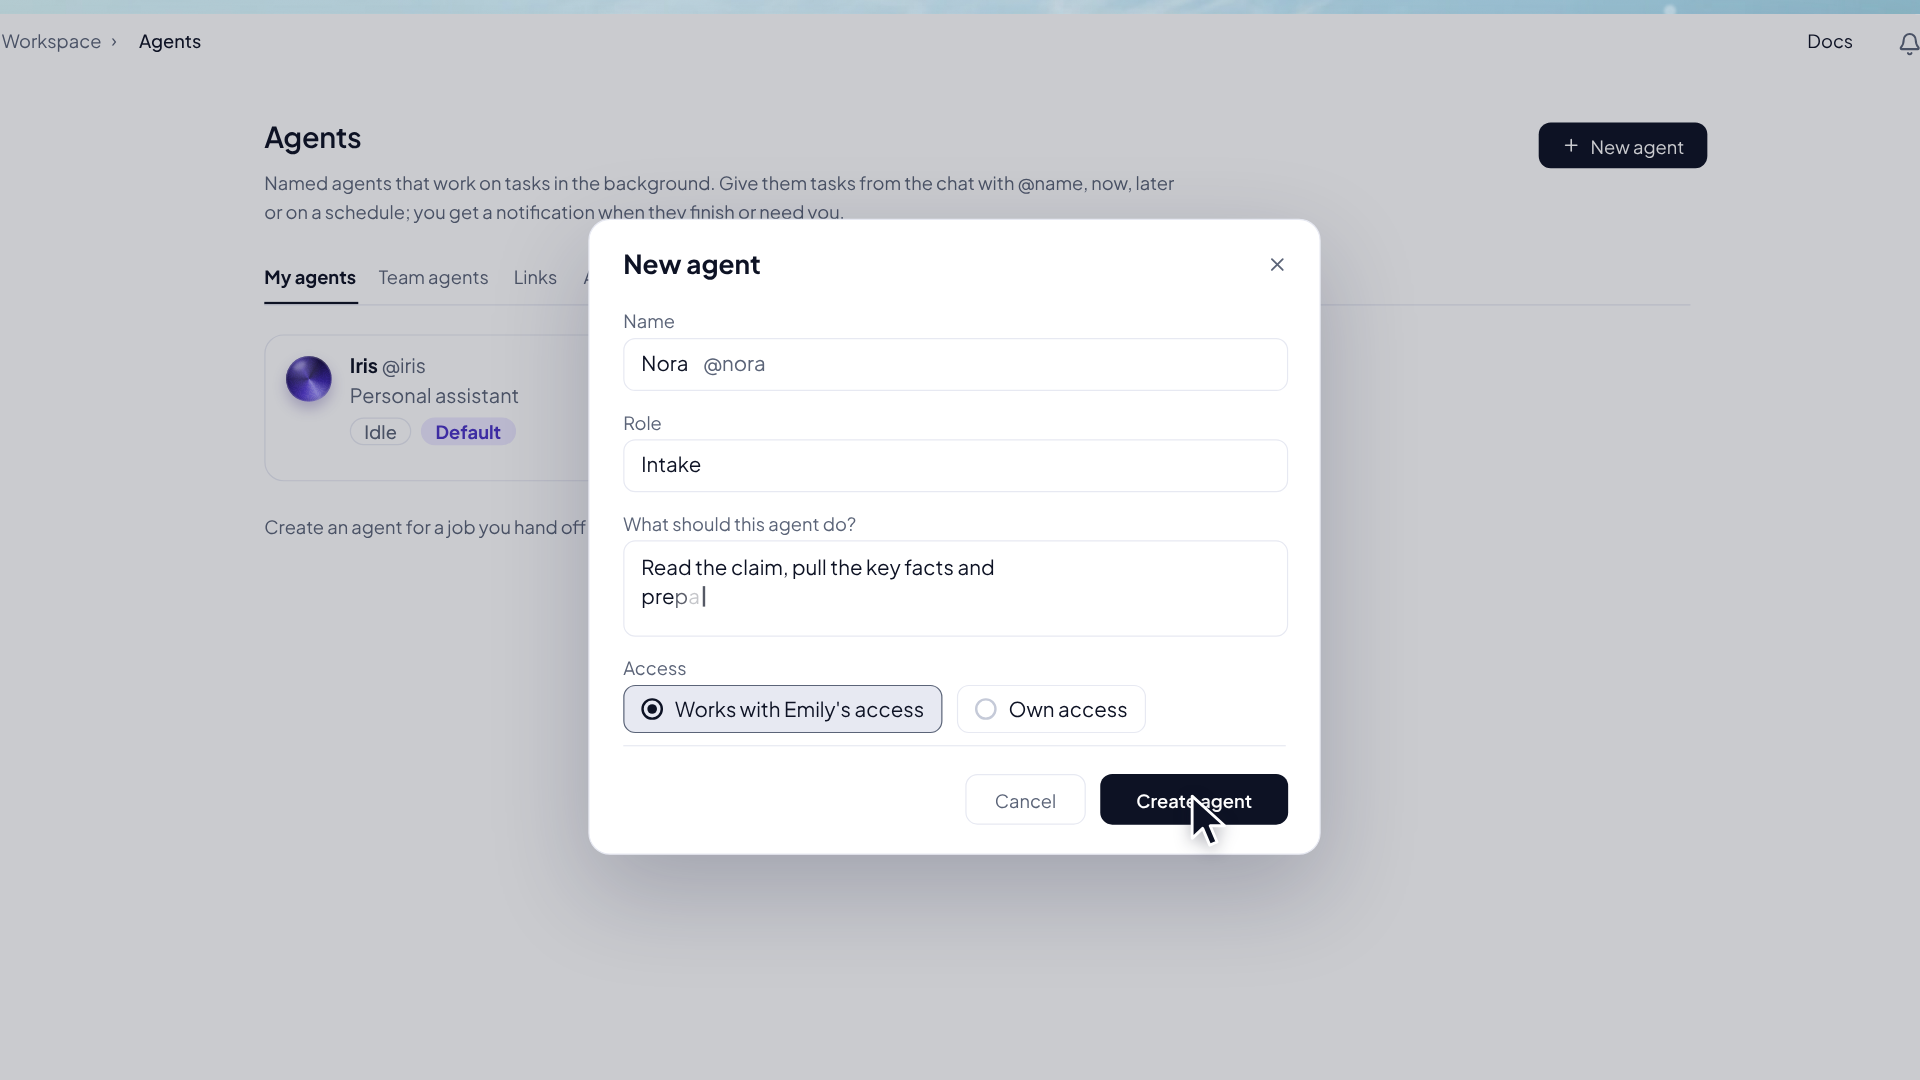 Workspace › Agents
Docs
Agents
+ New agent
Named agents that work on tasks in the background. Give them tasks from the chat with @name, now, later
or on a schedule; you get a notification when they finish or need you.
My agents Team agents Links
Iris @iris
Personal assistant
Idle Default
Create an agent for a job you hand off
New agent
Name
Nora @nora
Role
Intake
What should this agent do?
Read the claim, pull the key facts and
prepa
Access
Works with Emily's access Own access
Cancel Create agent